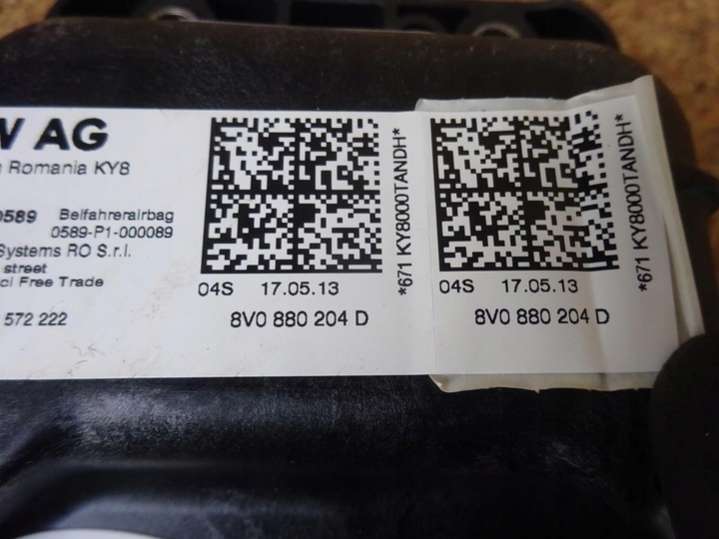 W AG
Romania KY8
0589 Beifahrerairbag
0589-P1-000089
Systems RO S.r.l.
street
ci Free Trade
572 222
04S 17.05.13
8V0 880 204 D
*671 KY8000TANDH*
04S 17.05.13
8V0 880 204 D
*671 KY8000TANDH*